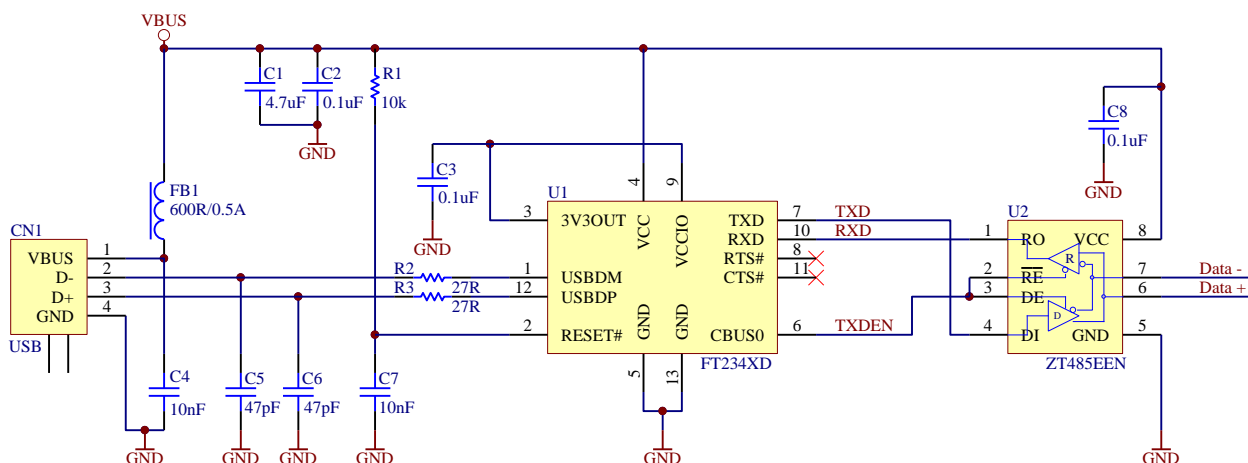 VBUS
C1
4.7uF
C2
0.1uF
R1
10k
GND
C8
0.1uF
GND
FB1
600R/0.5A
C3
0.1uF
GND
CN1
VBUS 1
D- 2
D+ 3
GND 4
USB
R2
27R
R3
27R
C4
10nF
C5
47pF
C6
47pF
C7
10nF
GND
GND
GND
GND
U1
4
9
3 3V3OUT
VCC
VCCIO
1 USBDM
12 USBDP
2 RESET#
GND
GND
5
13
TXD 7 TXD
RXD 10 RXD
RTS# 8
CTS# 11
CBUS0 6 TXDEN
FT234XD
GND
U2
1 RO
VCC 8
2 RE
3 DE
4 DI
R
D
7 Data -
6 Data +
GND 5
ZT485EEN
GND